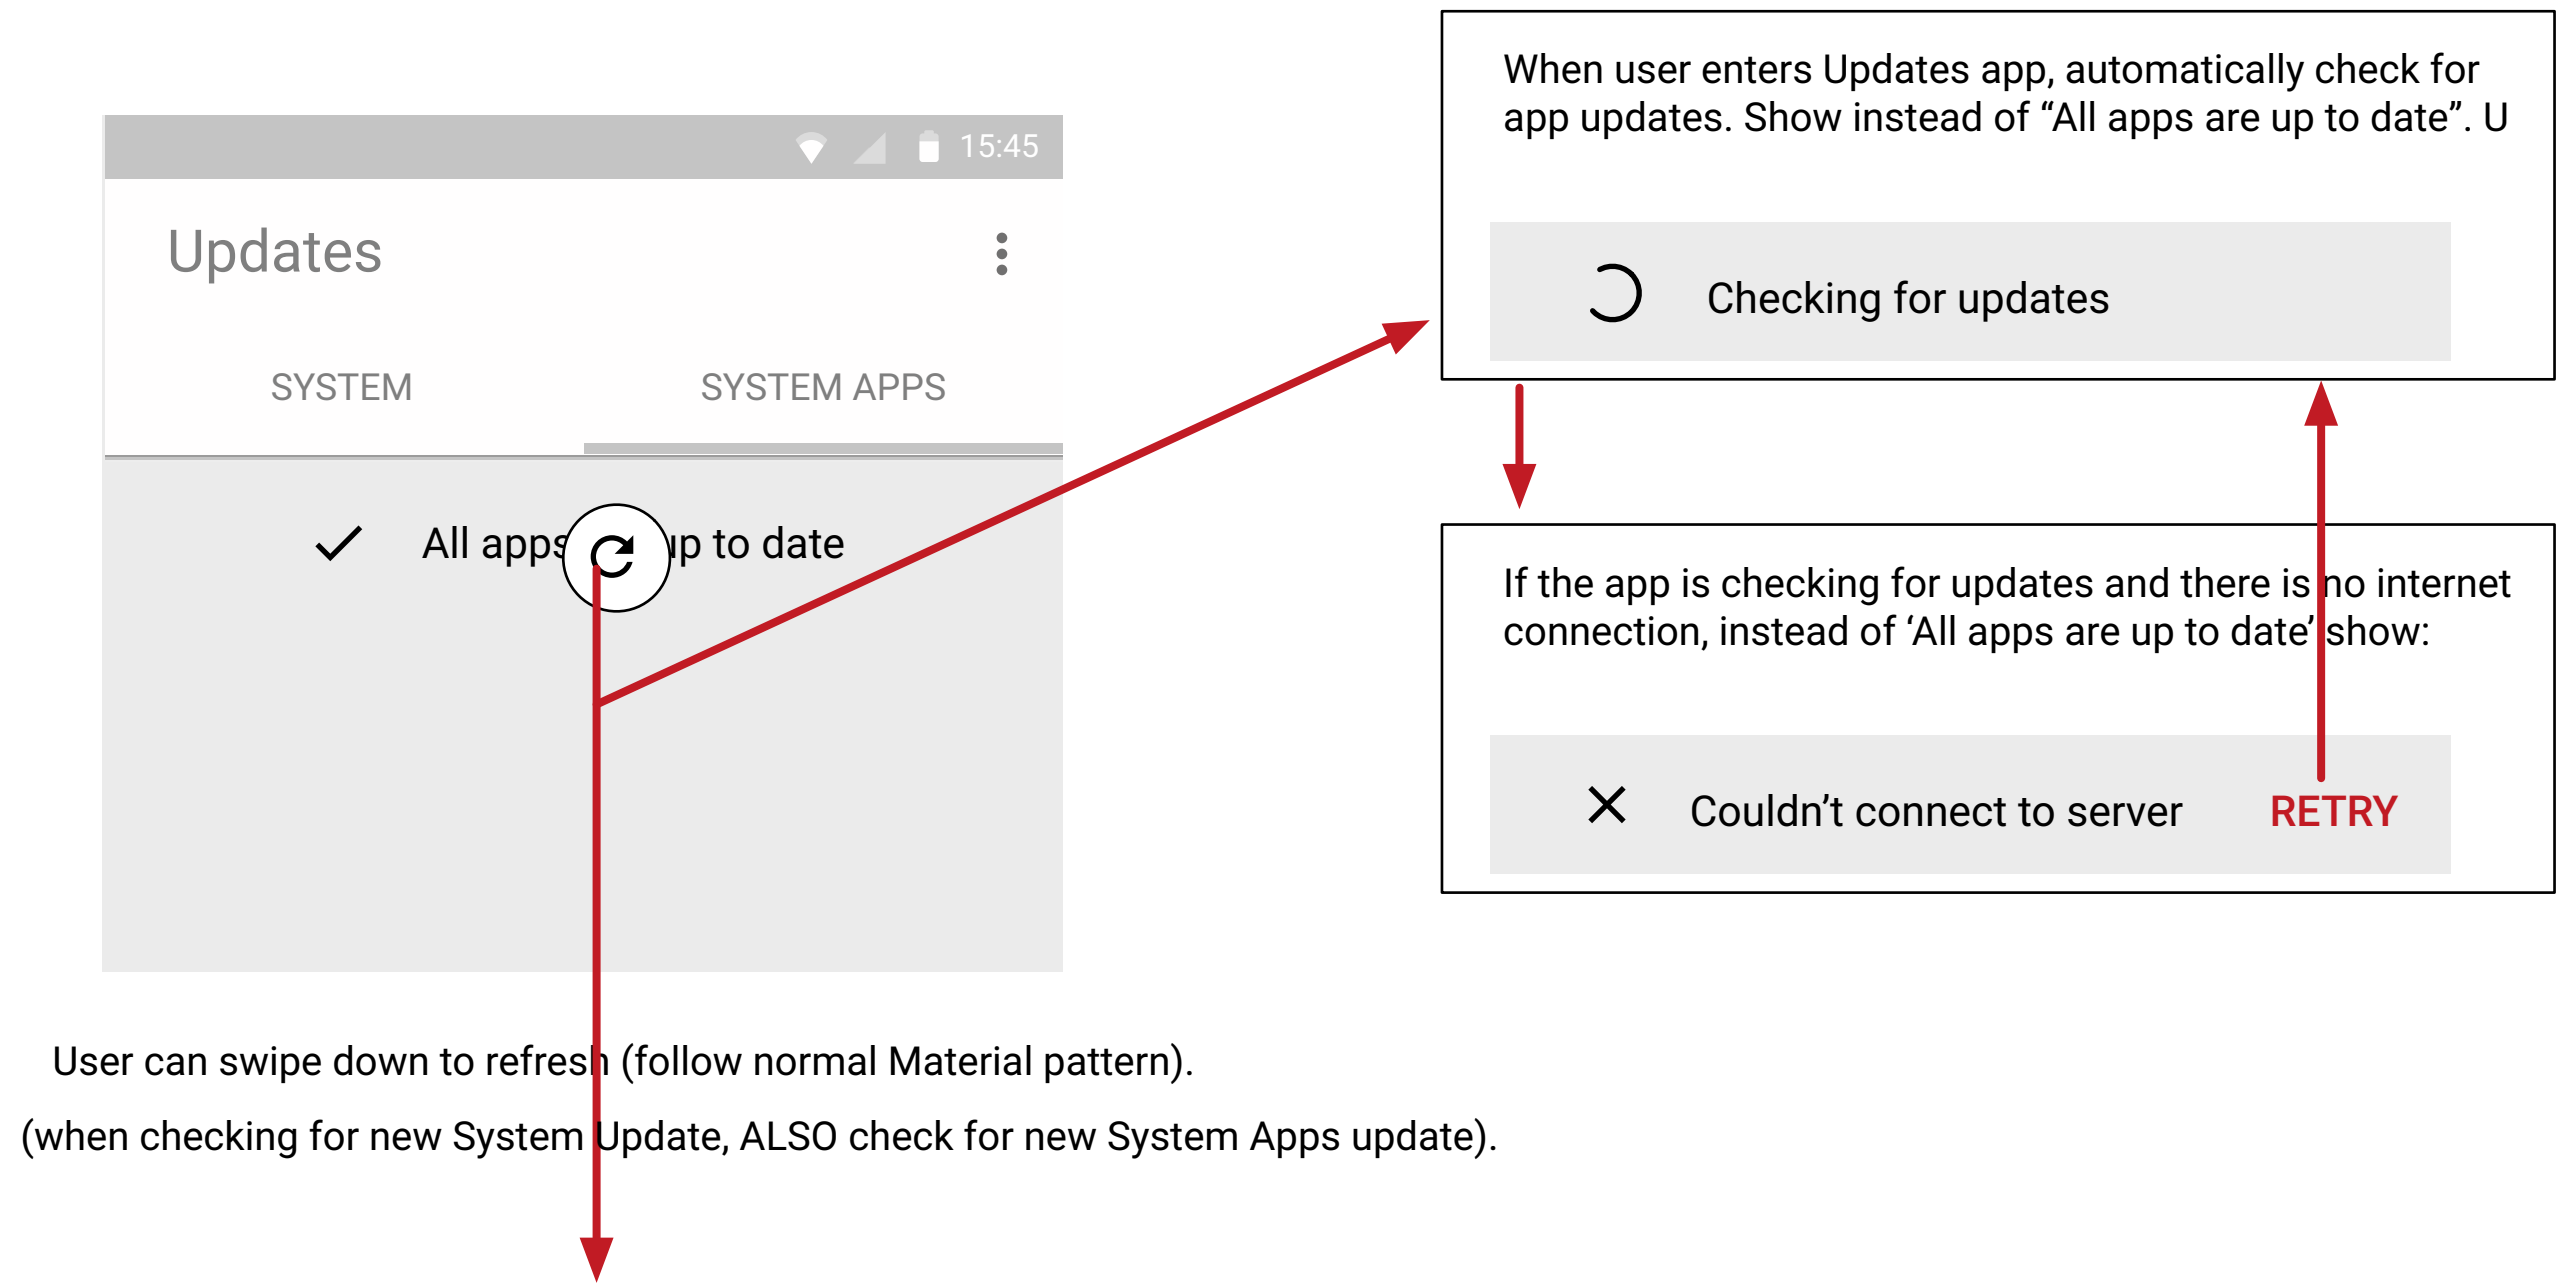 15:45
Updates
SYSTEM
SYSTEM APPS
All apps up to date
User can swipe down to refresh (follow normal Material pattern).
(when checking for new System Update, ALSO check for new System Apps update).
When user enters Updates app, automatically check for
app updates. Show instead of “All apps are up to date”. U
Checking for updates
If the app is checking for updates and there is no internet
connection, instead of ‘All apps are up to date’ show:
Couldn’t connect to server
RETRY